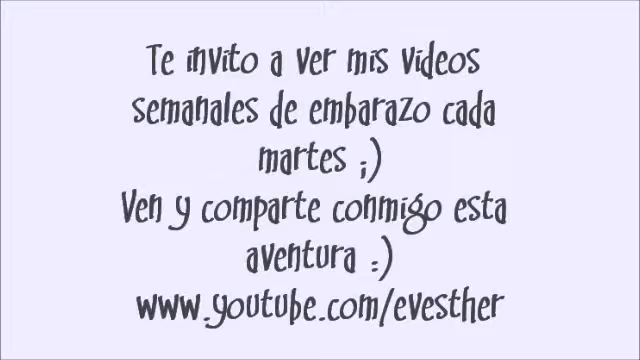 Te invito a ver mis videos
semanales de embarazo cada
martes ;)
Ven y comparte conmigo esta
aventura :)
www.youtube.com/evesther